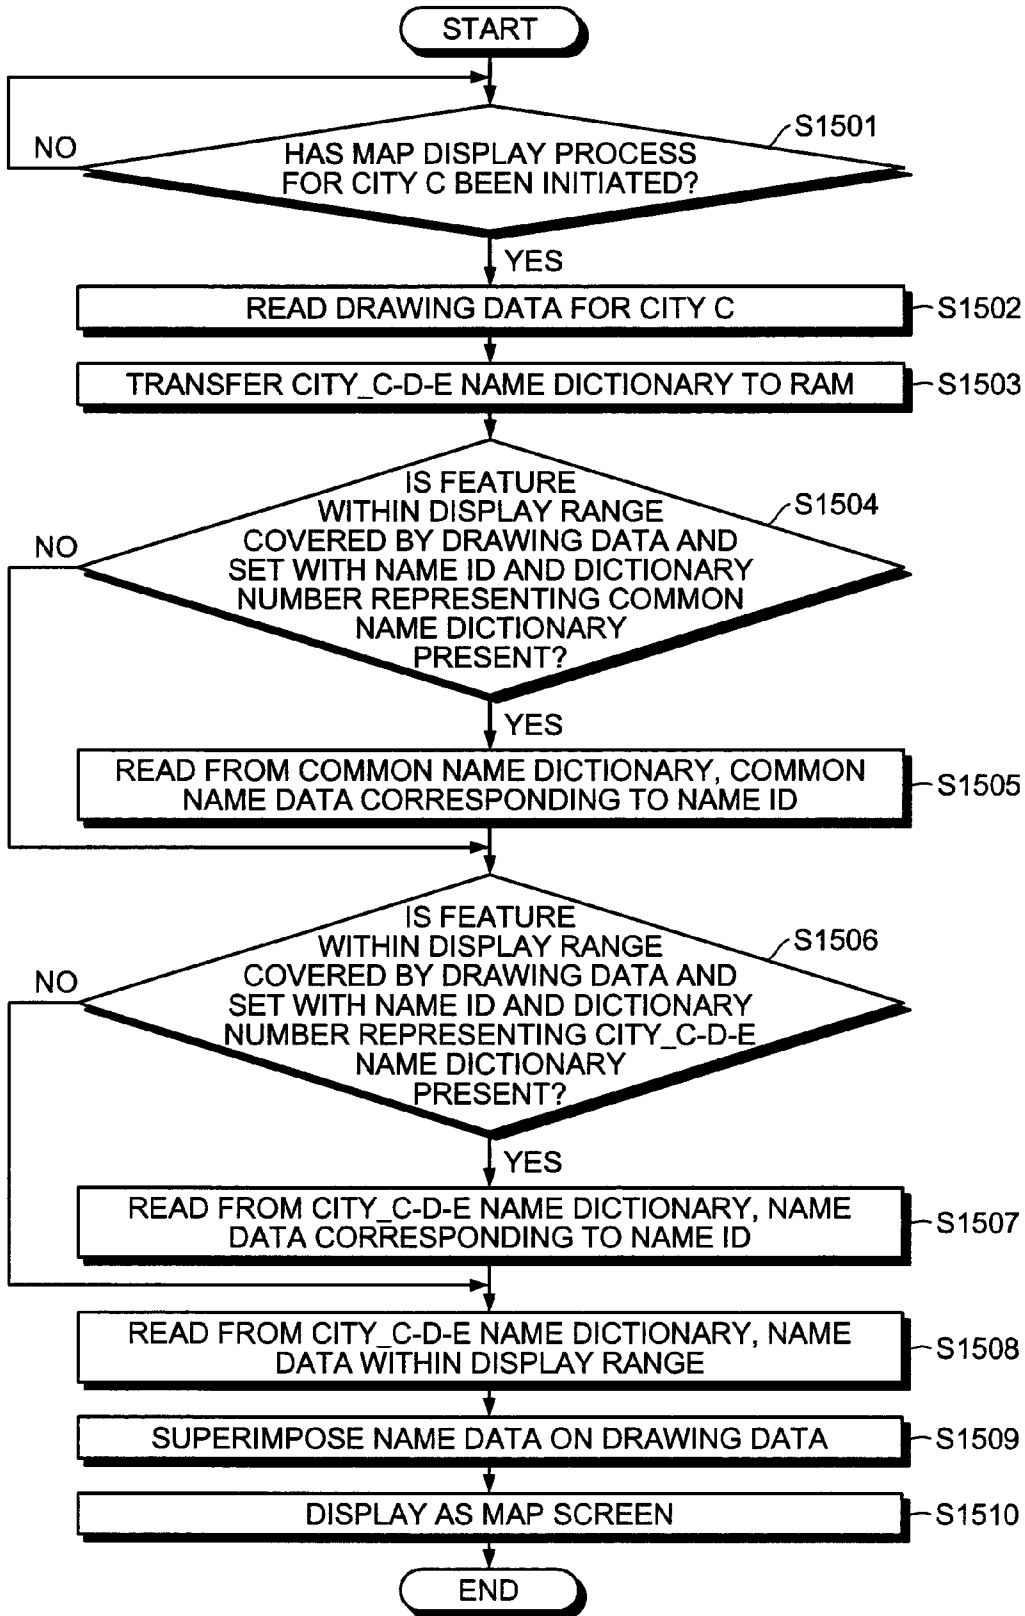 START
S1501
NO
HAS MAP DISPLAY PROCESS
FOR CITY C BEEN INITIATED?
YES
READ DRAWING DATA FOR CITY C
S1502
TRANSFER CITY_C-D-E NAME DICTIONARY TO RAM
S1503
IS FEATURE
WITHIN DISPLAY RANGE
S1504
NO
COVERED BY DRAWING DATA AND
SET WITH NAME ID AND DICTIONARY
NUMBER REPRESENTING COMMON
NAME DICTIONARY
PRESENT?
YES
READ FROM COMMON NAME DICTIONARY, COMMON
NAME DATA CORRESPONDING TO NAME ID
S1505
IS FEATURE
WITHIN DISPLAY RANGE
S1506
NO
COVERED BY DRAWING DATA AND
SET WITH NAME ID AND DICTIONARY
NUMBER REPRESENTING CITY_C-D-E
NAME DICTIONARY
PRESENT?
YES
READ FROM CITY_C-D-E NAME DICTIONARY, NAME
DATA CORRESPONDING TO NAME ID
S1507
READ FROM CITY_C-D-E NAME DICTIONARY, NAME
DATA WITHIN DISPLAY RANGE
S1508
SUPERIMPOSE NAME DATA ON DRAWING DATA
S1509
DISPLAY AS MAP SCREEN
S1510
END